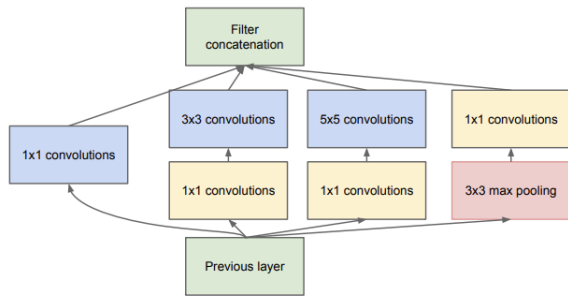 Filter
concatenation
3x3 convolutions
5x5 convolutions
1x1 convolutions
1x1 convolutions
1x1 convolutions
1x1 convolutions
3x3 max pooling
Previous layer